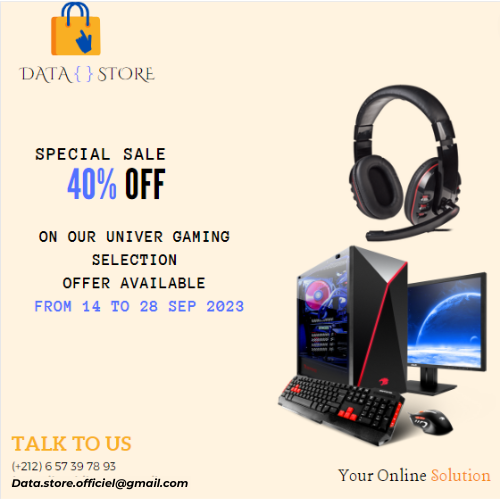 DATA { } STORE
SPECIAL SALE
40% OFF
ON OUR UNIVER GAMING
SELECTION
OFFER AVAILABLE
FROM 14 TO 28 SEP 2023
TALK TO US
(+212) 6 57 39 78 93
Data.store.officiel@gmail.com
Your Online Solution